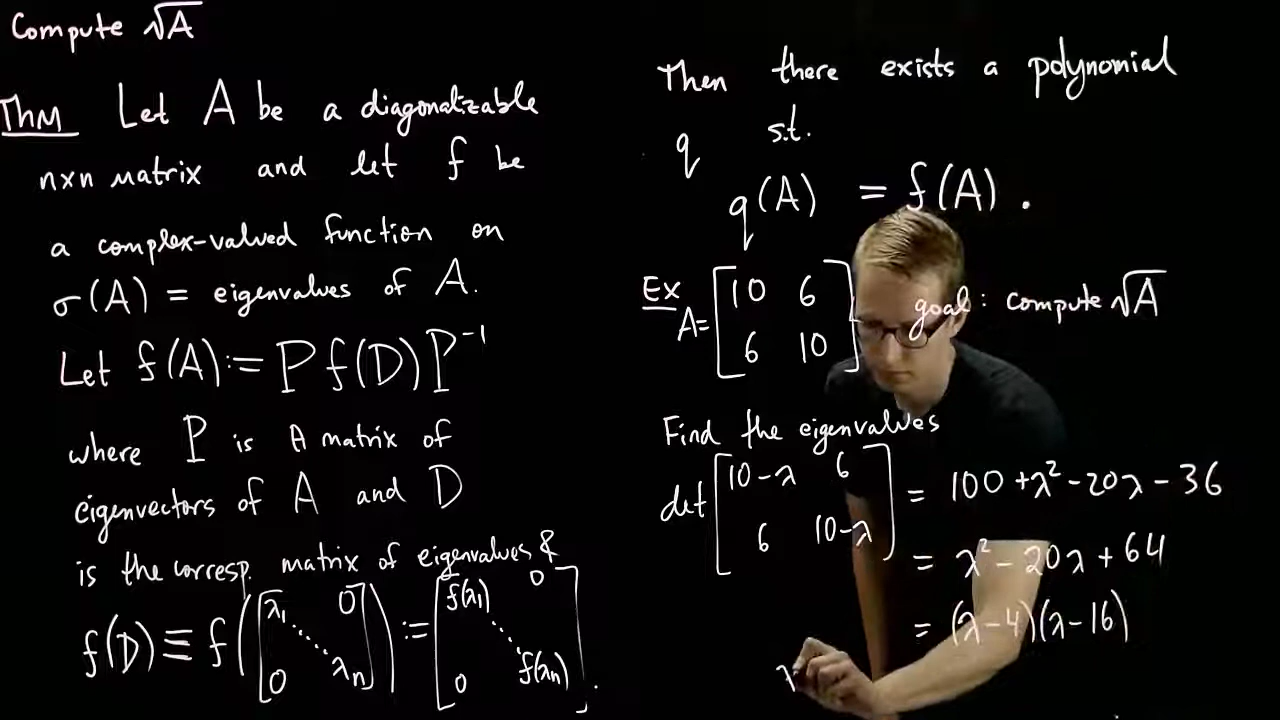 Compute √A
Thm Let A be a diagonalizable
n×n matrix and let f be
a complex-valued function on
σ(A) = eigenvalues of A.
Let f(A) := P f(D) P⁻¹
where P is a matrix of
eigenvectors of A and D
is the corresp. matrix of eigenvalues &
f(D) ≡ f([λ₁ 0 ⋱ 0 λn]) := [f(λ₁) 0 ⋱ 0 f(λn)].
Then there exists a polynomial
q s.t.
q(A) = f(A).
Ex A = [10 6
6 10] goal: compute √A
Find the eigenvalues
det [10-λ 6
6 10-λ] = 100 + λ² - 20λ - 36
= λ² - 20λ + 64
= (λ-4)(λ-16)
λ